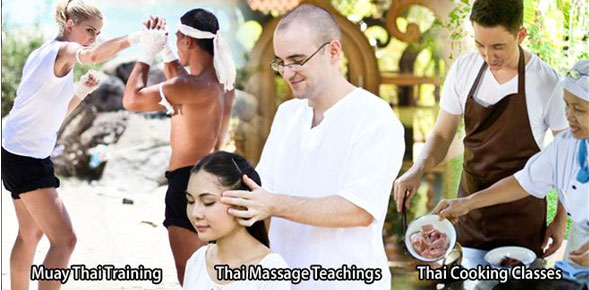 Muay Thai Training
Thai Massage Teachings
Thai Cooking Classes